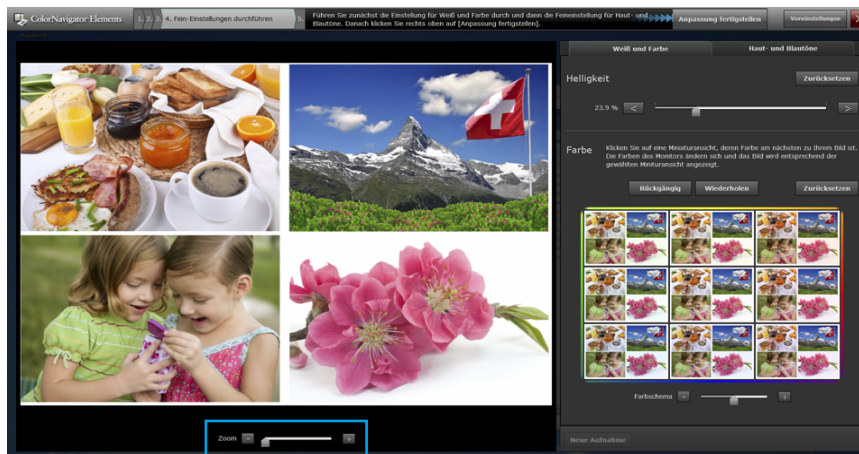 ColorNavigator Elements
1. 2. 3. 4. Fein-Einstellungen durchführen 5.
Führen Sie zunächst die Einstellung für Weiß und Farbe durch und dann die Feineinstellung für Haut- und
Blautöne. Danach klicken Sie rechts oben auf [Anpassung fertigstellen].
Anpassung fertigstellen
Voreinstellungen
Weiß und Farbe
Haut- und Blautöne
Helligkeit
Zurücksetzen
23.9 % < >
Farbe
Klicken Sie auf eine Miniaturansicht, deren Farbe am nächsten zu Ihrem Bild ist.
Die Farben des Monitors ändern sich und das Bild wird entsprechend der
gewählten Minituransicht angezeigt.
Rückgängig
Wiederholen
Zurücksetzen
Farbschema - +
Zoom - +
Neue Aufnahme